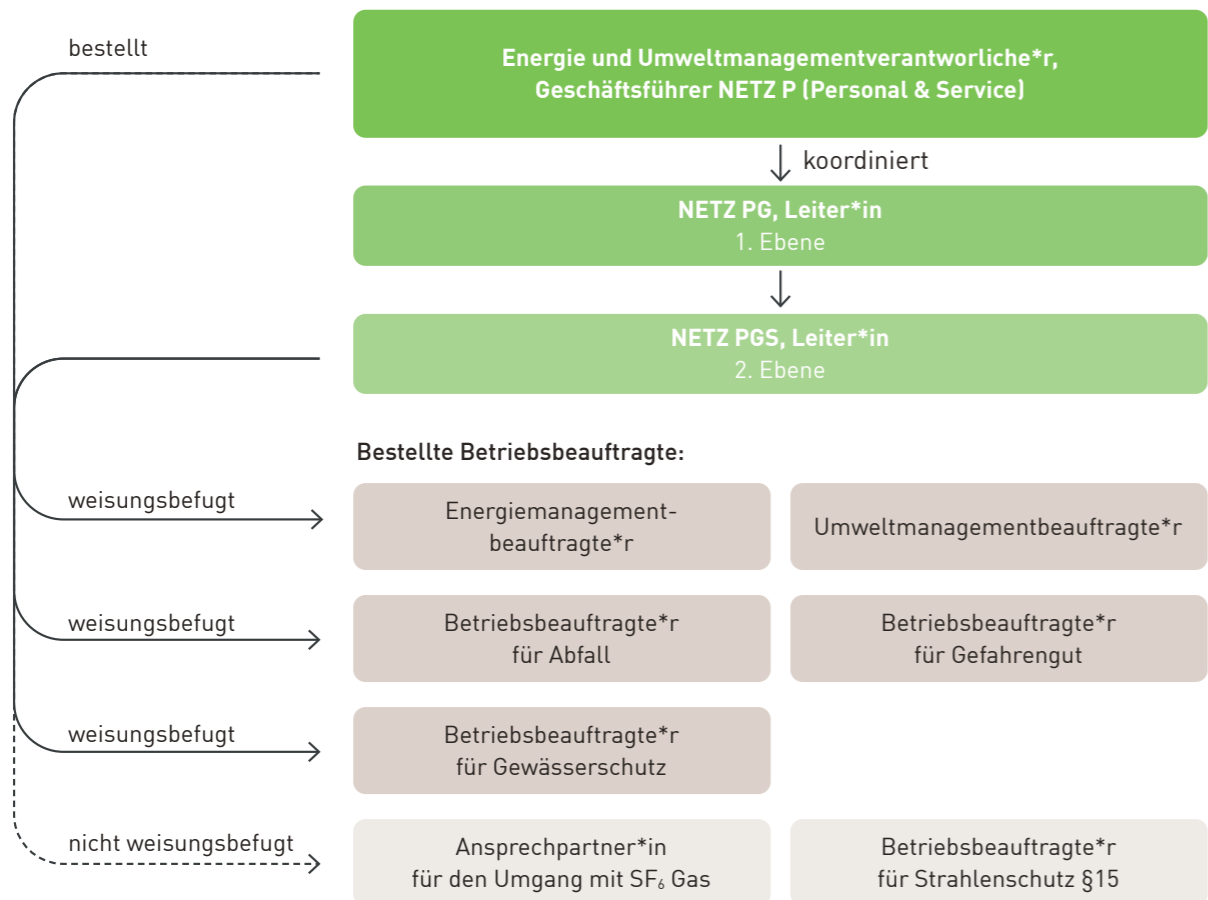 bestellt
Energie und Umweltmanagementverantworliche*r,
Geschäftsführer NETZ P (Personal & Service)
koordiniert
NETZ PG, Leiter*in
1. Ebene
NETZ PGS, Leiter*in
2. Ebene
Bestellte Betriebsbeauftragte:
weisungsbefugt
Energiemanagement-
beauftragte*r
Umweltmanagementbeauftragte*r
weisungsbefugt
Betriebsbeauftragte*r
für Abfall
Betriebsbeauftragte*r
für Gefahrengut
weisungsbefugt
Betriebsbeauftragte*r
für Gewässerschutz
nicht weisungsbefugt
Ansprechpartner*in
für den Umgang mit SF₆ Gas
Betriebsbeauftragte*r
für Strahlenschutz §15